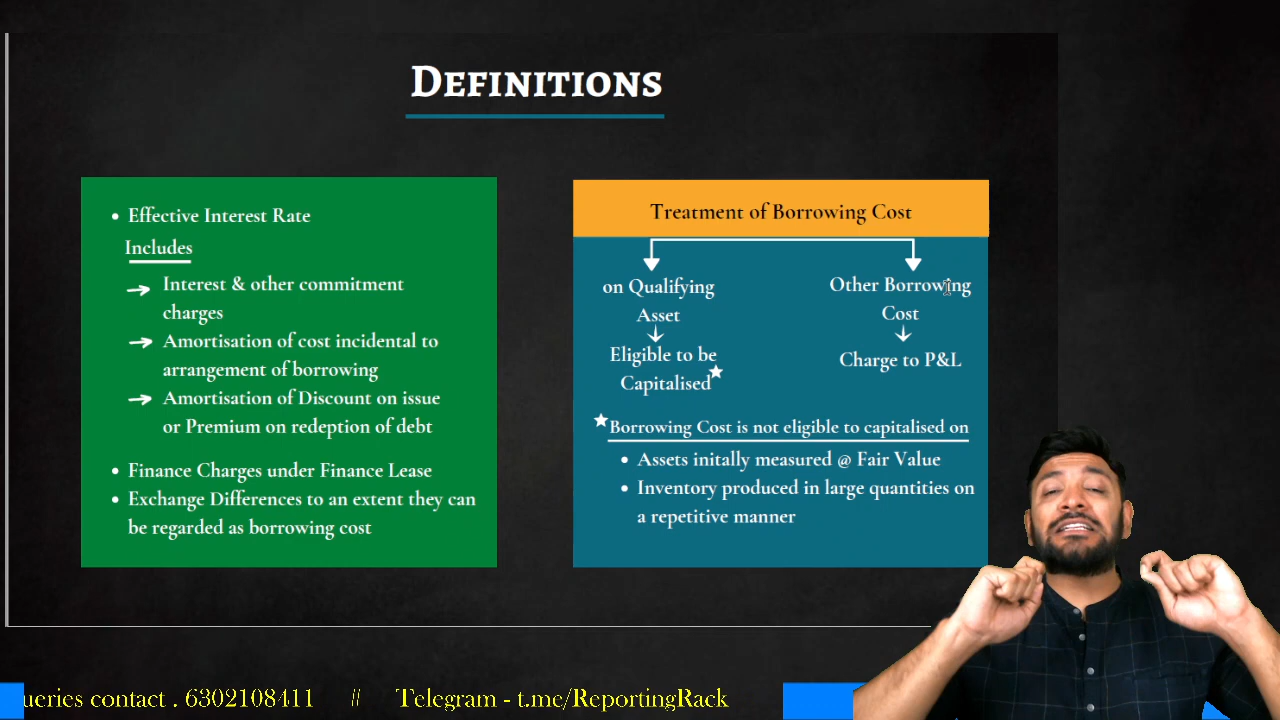 Definitions
Effective Interest Rate
Includes
Interest & other commitment
charges
Amortisation of cost incidental to
arrangement of borrowing
Amortisation of Discount on issue
or Premium on redeption of debt
Finance Charges under Finance Lease
Exchange Differences to an extent they can
be regarded as borrowing cost
Treatment of Borrowing Cost
on Qualifying
Asset
Eligible to be
Capitalised
Other Borrowing
Cost
Charge to P&L
Borrowing Cost is not eligible to capitalised on
Assets initally measured @ Fair Value
Inventory produced in large quantities on
a repetitive manner
ueries contact . 6302108411 // Telegram - t.me/ReportingRack